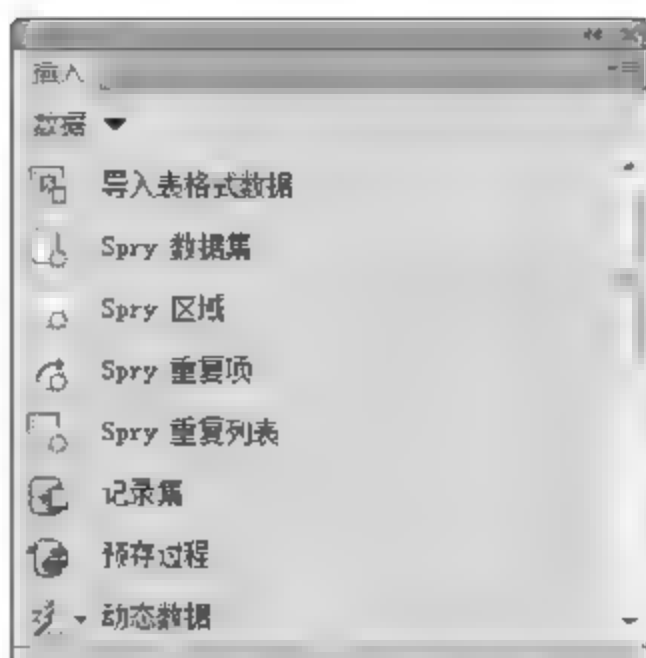 插入
数据
导入表格式数据
Spry 数据集
Spry 区域
Spry 重复项
Spry 重复列表
记录集
预存过程
动态数据